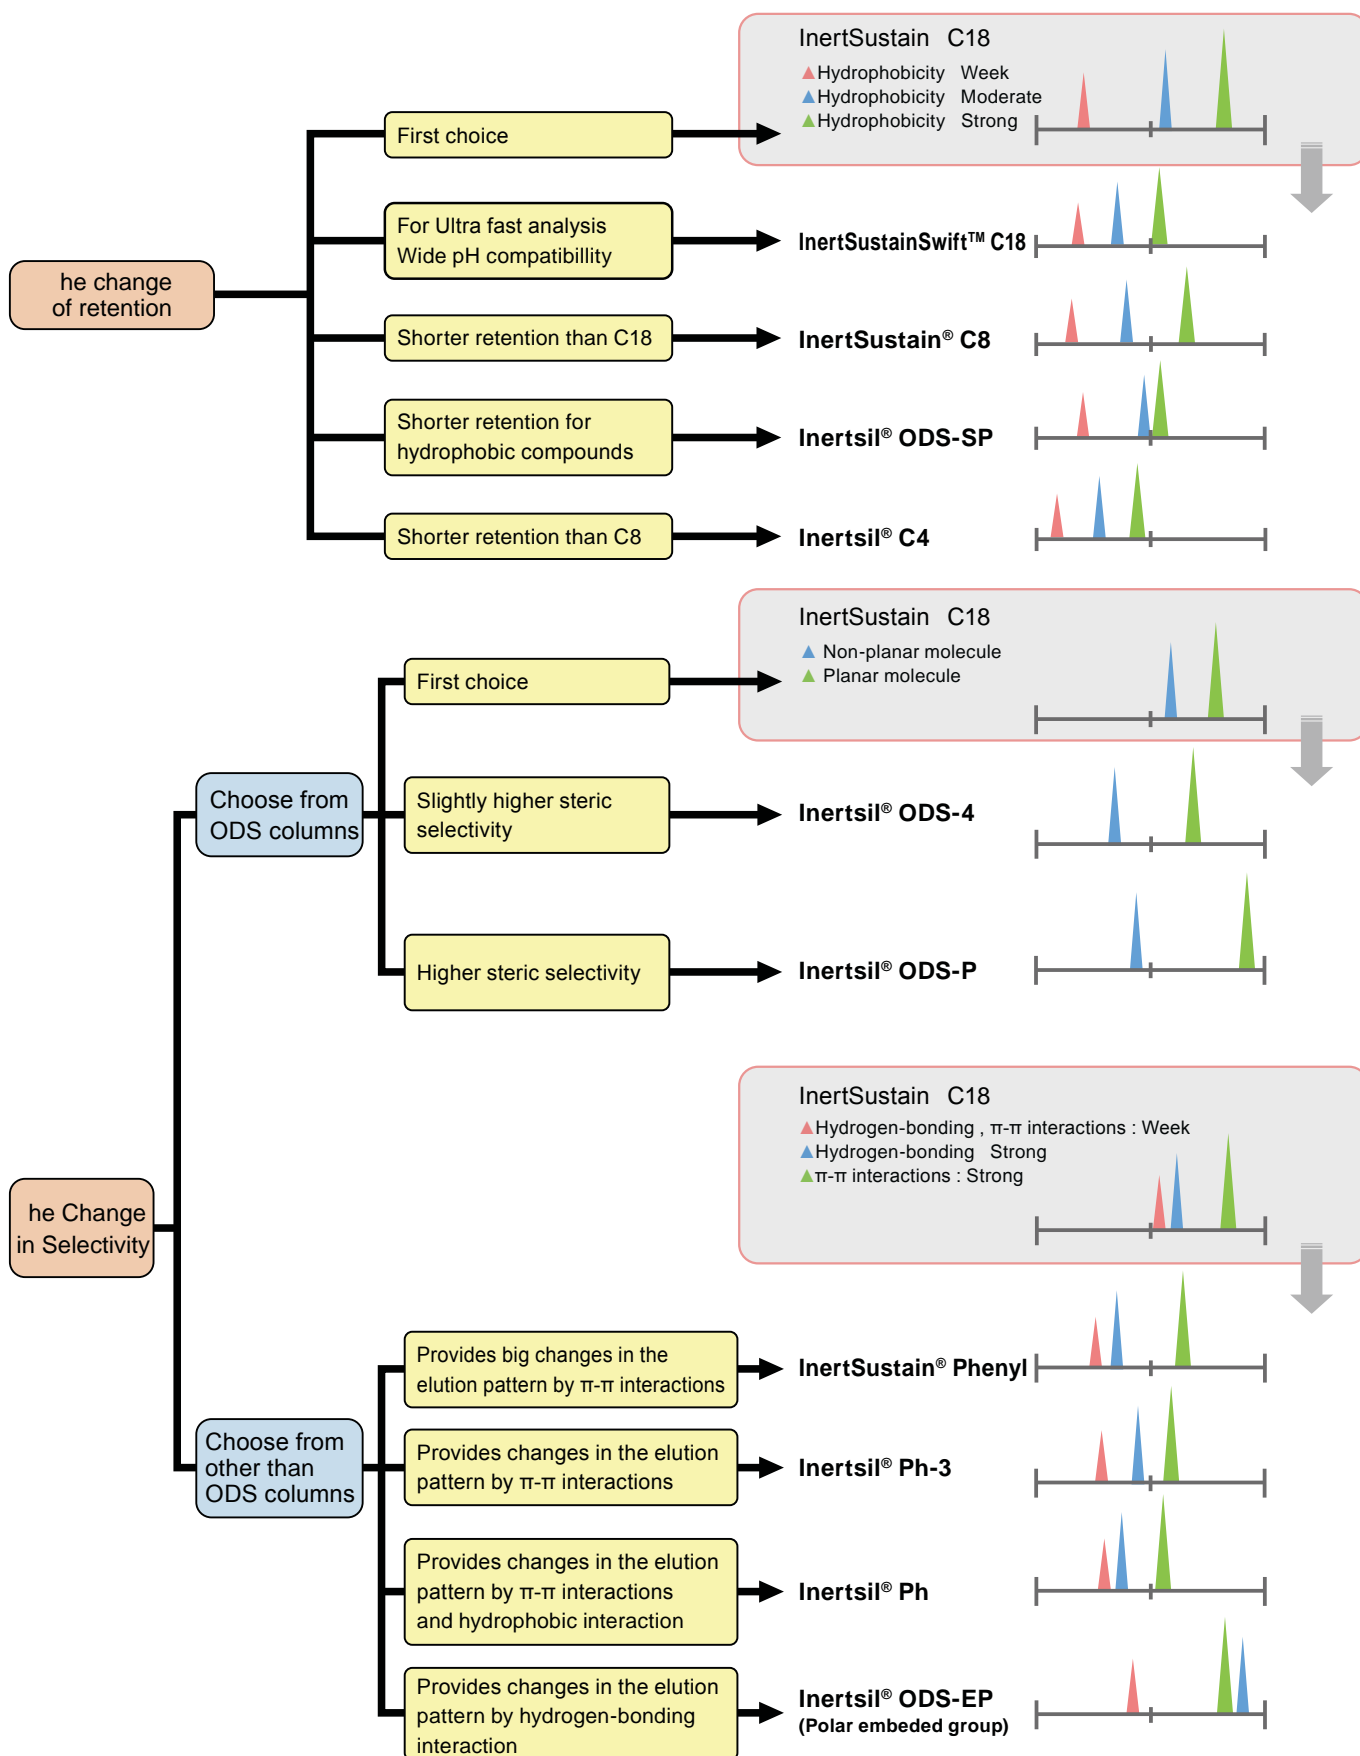 InertSustain C18
▲Hydrophobicity Week
▲Hydrophobicity Moderate
▲Hydrophobicity Strong
First choice
For Ultra fast analysis
Wide pH compatibillity
InertSustainSwift™ C18
he change
of retention
Shorter retention than C18
InertSustain® C8
Shorter retention for
hydrophobic compounds
Inertsil® ODS-SP
Shorter retention than C8
Inertsil® C4
InertSustain C18
▲ Non-planar molecule
▲ Planar molecule
First choice
Choose from
ODS columns
Slightly higher steric
selectivity
Inertsil® ODS-4
Higher steric selectivity
Inertsil® ODS-P
InertSustain C18
▲Hydrogen-bonding , π-π interactions : Week
▲Hydrogen-bonding Strong
▲π-π interactions : Strong
he Change
in Selectivity
Provides big changes in the
elution pattern by π-π interactions
InertSustain® Phenyl
Choose from
other than
ODS columns
Provides changes in the elution
pattern by π-π interactions
Inertsil® Ph-3
Provides changes in the elution
pattern by π-π interactions
and hydrophobic interaction
Inertsil® Ph
Provides changes in the elution
pattern by hydrogen-bonding
interaction
Inertsil® ODS-EP
(Polar embeded group)